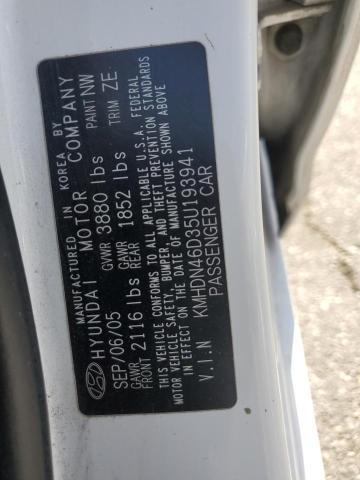 MANUFACTURED IN KOREA BY
HYUNDAI MOTOR COMPANY
SEP/06/05 GVWR 3880 lbs PAINT NW
GAWR FRONT 2116 lbs GAWR REAR 1852 lbs TRIM ZE
THIS VEHICLE CONFORMS TO ALL APPLICABLE U.S.A. FEDERAL
MOTOR VEHICLE SAFETY, BUMPER, AND THEFT PREVENTION STANDARDS
IN EFFECT ON THE DATE OF MANUFACTURE SHOWN ABOVE
V.I.N KMHDN46D35U193941
PASSENGER CAR